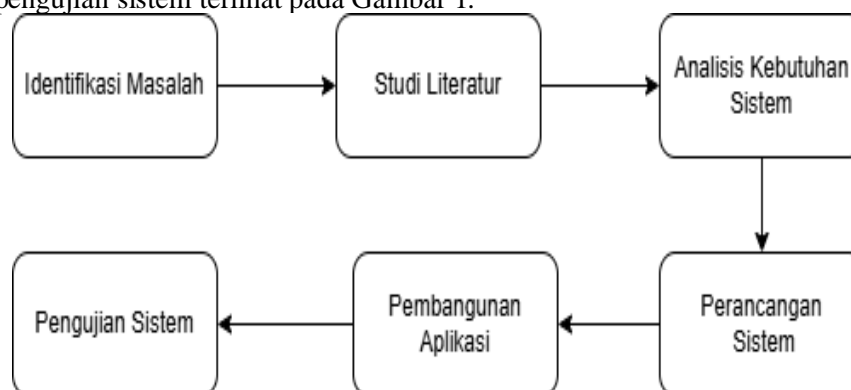 pengujian sistem terlihat pada Gambar 1.
Identifikasi Masalah
Studi Literatur
Analisis Kebutuhan
Sistem
Perancangan
Sistem
Pembangunan
Aplikasi
Pengujian Sistem